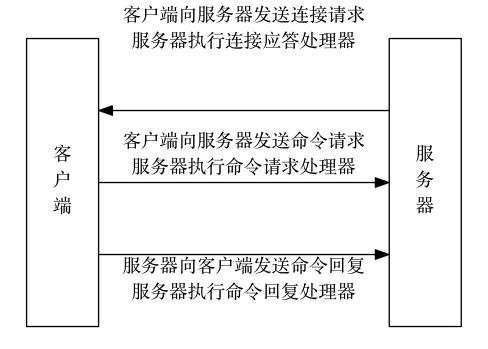 客户端向服务器发送连接请求
服务器执行连接应答处理器
客户端向服务器发送命令请求
服务器执行命令请求处理器
客户端
服务器
服务器向客户端发送命令回复
服务器执行命令回复处理器